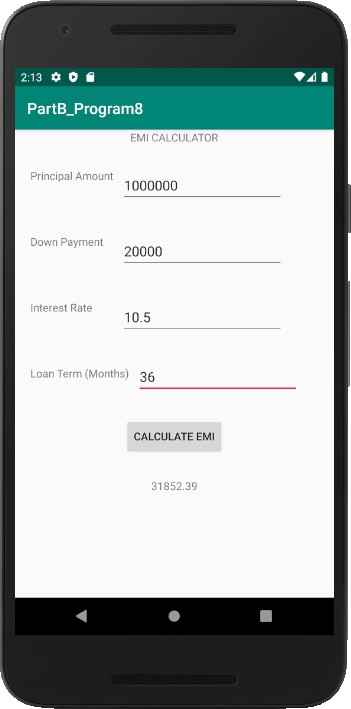 2:13
PartB_Program8
EMI CALCULATOR
Principal Amount 1000000
Down Payment 20000
Interest Rate 10.5
Loan Term (Months) 36
CALCULATE EMI
31852.39